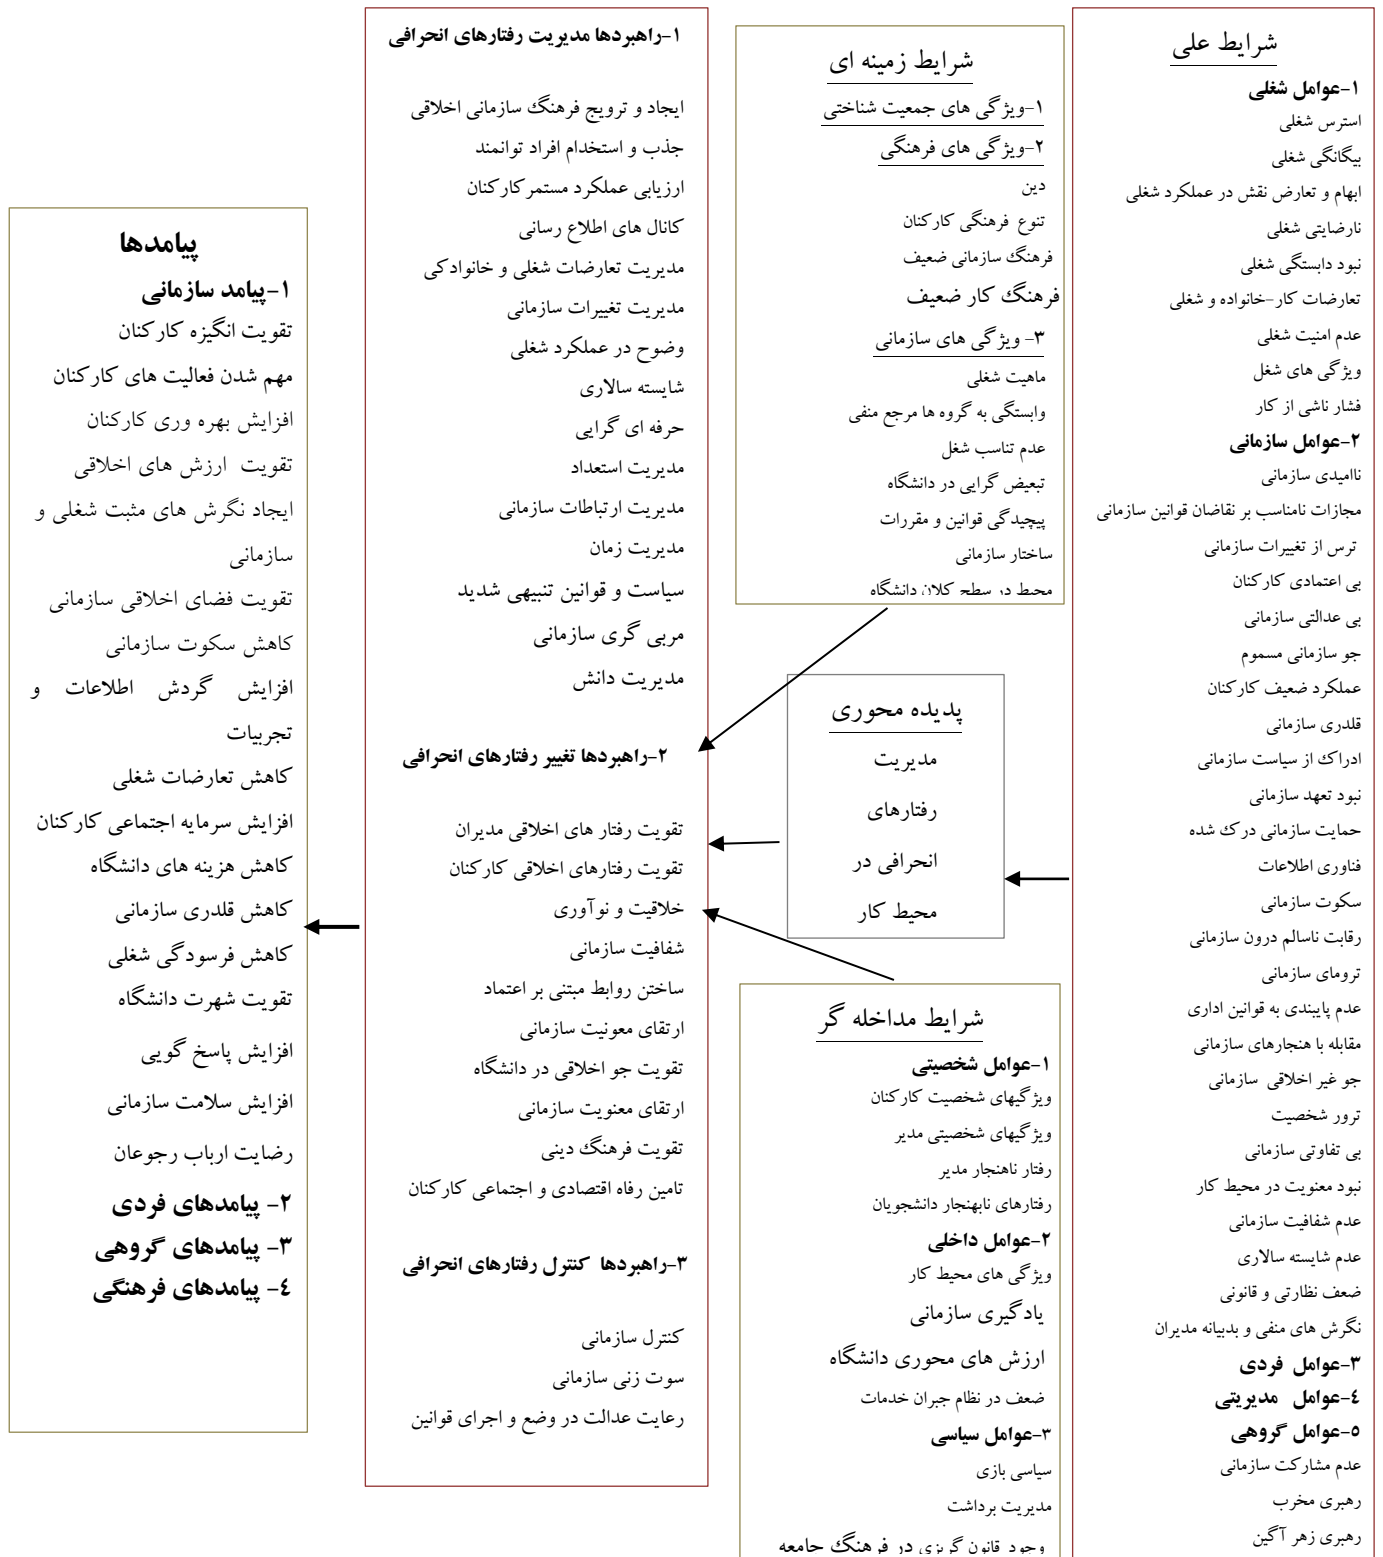 شرایط علی
۱-عوامل شغلی
استرس شغلی
بیگانگی شغلی
ابهام و تعارض نقش در عملکرد شغلی
نارضایتی شغلی
نبود دابستگی شغلی
تعارضات کار-خانواده و شغلی
عدم امنیت شغلی
ویژگی های شغل
فشار ناشی از کار
۲-عوامل سازمانی
ناامیدی سازمانی
مجازات نامناسب بر نقاضان قوانین سازمانی
ترس از تغییرات سازمانی
بی اعتمادی کارکنان
بی عدالتی سازمانی
جو سازمانی مسموم
عملکرد ضعیف کارکنان
قلدری سازمانی
ادراک از سیاست سازمانی
نبود تعهد سازمانی
حمایت سازمانی درک شده
فناوری اطلاعات
سکوت سازمانی
رقابت ناسالم درون سازمانی
ترومای سازمانی
عدم پایبندی به قوانین اداری
مقابله با هنجارهای سازمانی
جو غیر اخلاقی سازمانی
ترور شخصیت
بی تفاوتی سازمانی
نبود معنویت در محیط کار
عدم شفافیت سازمانی
عدم شایسته سالاری
ضعف نظارتی و قانونی
نگرش های منفی و بدبیانه مدیران
۳-عوامل فردی
٤-عوامل مدیریتی
٥-عوامل گروهی
عدم مشارکت سازمانی
رهبری مخرب
رهبری زهر آگین
شرایط زمینه ای
۱-ویژگی های جمعیت شناختی
۲-ویژگی های فرهنگی
دین
تنوع فرهنگی کارکنان
فرهنگ سازمانی ضعیف
فرهنگ کار ضعیف
۳- ویژگی های سازمانی
ماهیت شغلی
وابستگی به گروه ها مرجع منفی
عدم تناسب شغل
تبعیض گرایی در دانشگاه
پیچیدگی قوانین و مقررات
ساختار سازمانی
محیط در سطح کلان دانشگاه
پدیده محوری
مدیریت
رفتارهای
انحرافی در
محیط کار
شرایط مداخله گر
۱-عوامل شخصیتی
ویژگیهای شخصیت کارکنان
ویژگیهای شخصیتی مدیر
رفتار ناهنجار مدیر
رفتارهای نابهنجار دانشجویان
۲-عوامل داخلی
ویژگی های محیط کار
یادگیری سازمانی
ارزش های محوری دانشگاه
ضعف در نظام جبران خدمات
۳-عوامل سیاسی
سیاسی بازی
مدیریت برداشت
وجود قانون گریزی در فرهنگ جامعه
۱-راهبردها مدیریت رفتارهای انحرافی
ایجاد و ترویج فرهنگ سازمانی اخلاقی
جذب و استخدام افراد توانمند
ارزیابی عملکرد مستمرکارکنان
کانال های اطلاع رسانی
مدیریت تعارضات شغلی و خانوادکی
مدیریت تغییرات سازمانی
وضوح در عملکرد شغلی
شایسته سالاری
حرفه ای گرایی
مدیریت استعداد
مدیریت ارتباطات سازمانی
مدیریت زمان
سیاست و قوانین تنبیهی شدید
مربی گری سازمانی
مدیریت دانش
۲-راهبردها تغییر رفتارهای انحرافی
تقویت رفتار های اخلاقی مدیران
تقویت رفتارهای اخلاقی کارکنان
خلاقیت و نوآوری
شفافیت سازمانی
ساختن روابط مبتنی بر اعتماد
ارتقای معونیت سازمانی
تقویت جو اخلاقی در دانشگاه
ارتقای معنویت سازمانی
تقویت فرهنگ دینی
تامین رفاه اقتصادی و اجتماعی کارکنان
۳-راهبردها کنترل رفتارهای انحرافی
کنترل سازمانی
سوت زنی سازمانی
رعایت عدالت در وضع و اجرای قوانین
پیامدها
۱-پیامد سازمانی
تقویت انگیزه کارکنان
مهم شدن فعالیت های کارکنان
افزایش بهره وری کارکنان
تقویت ارزش های اخلاقی
ایجاد نگرش های مثبت شغلی و
سازمانی
تقویت فضای اخلاقی سازمانی
کاهش سکوت سازمانی
افزایش گردش اطلاعات و
تجربیات
کاهش تعارضات شغلی
افزایش سرمایه اجتماعی کارکنان
کاهش هزینه های دانشگاه
کاهش قلدری سازمانی
کاهش فرسودگی شغلی
تقویت شهرت دانشگاه
افزایش پاسخ گویی
افزایش سلامت سازمانی
رضایت ارباب رجوعان
۲- پیامدهای فردی
۳- پیامدهای گروهی
٤- پیامدهای فرهنگی